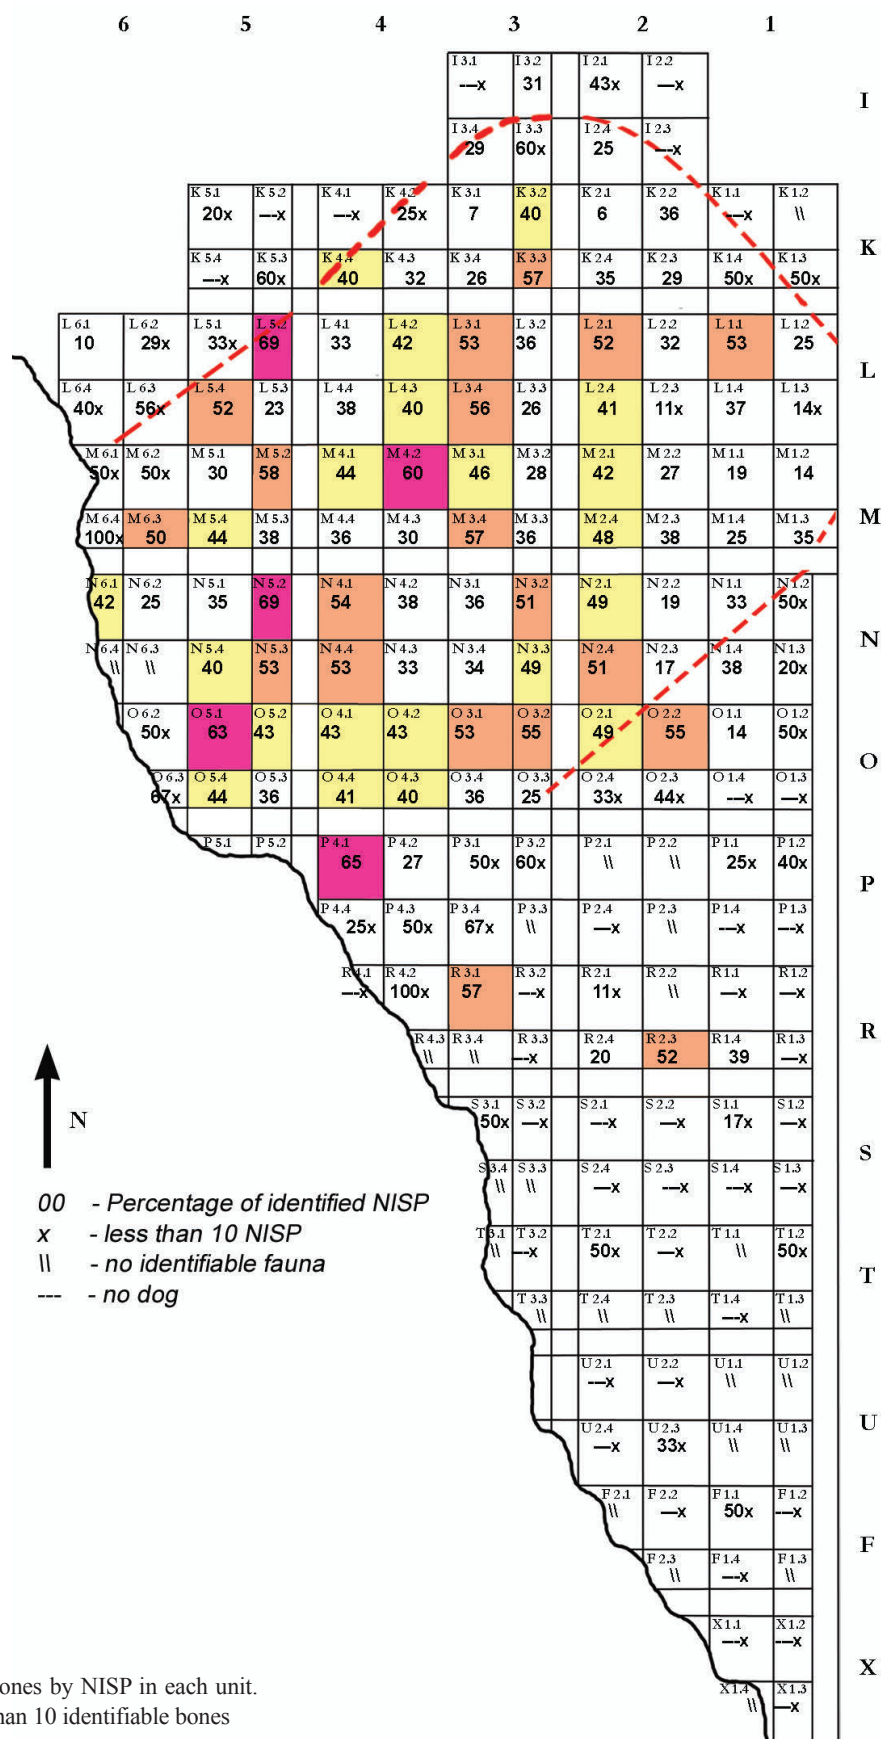 6 5 4 3 2 1
I 3.1 I 3.2 I 2.1 I 2.2
---x 31 43x ---x
I
I 3.4 I 3.3 I 2.4 I 2.3
29 60x 25 ---x
K 5.1 K 5.2 K 4.1 K 4.2 K 3.1 K 3.2 K 2.1 K 2.2 K 1.1 K 1.2
20x ---x ---x 25x 7 40 6 36 ---x \\
K
K 5.4 K 5.3 K 4.4 K 4.3 K 3.4 K 3.3 K 2.4 K 2.3 K 1.4 K 1.3
---x 60x 40 32 26 57 35 29 50x 50x
L 6.1 L 6.2 L 5.1 L 5.2 L 4.1 L 4.2 L 3.1 L 3.2 L 2.1 L 2.2 L 1.1 L 1.2
10 29x 33x 69 33 42 53 36 52 32 53 25
L
L 6.4 L 6.3 L 5.4 L 5.3 L 4.4 L 4.3 L 3.4 L 3.3 L 2.4 L 2.3 L 1.4 L 1.3
40x 56x 52 23 38 40 56 26 41 11x 37 14x
M 6.1 M 6.2 M 5.1 M 5.2 M 4.1 M 4.2 M 3.1 M 3.2 M 2.1 M 2.2 M 1.1 M 1.2
50x 50x 30 58 44 60 46 28 42 27 19 14
M
M 6.4 M 6.3 M 5.4 M 5.3 M 4.4 M 4.3 M 3.4 M 3.3 M 2.4 M 2.3 M 1.4 M 1.3
100x 50 44 38 36 30 57 36 48 38 25 35
N 6.1 N 6.2 N 5.1 N 5.2 N 4.1 N 4.2 N 3.1 N 3.2 N 2.1 N 2.2 N 1.1 N 1.2
42 25 35 69 54 38 36 51 49 19 33 50x
N
N 6.4 N 6.3 N 5.4 N 5.3 N 4.4 N 4.3 N 3.4 N 3.3 N 2.4 N 2.3 N 1.4 N 1.3
\\ \\ 40 53 53 33 34 49 51 17 38 20x
O 6.2 O 5.1 O 5.2 O 4.1 O 4.2 O 3.1 O 3.2 O 2.1 O 2.2 O 1.1 O 1.2
50x 63 43 43 43 53 55 49 55 14 50x
O
O 6.3 O 5.4 O 5.3 O 4.4 O 4.3 O 3.4 O 3.3 O 2.4 O 2.3 O 1.4 O 1.3
67x 44 36 41 40 36 25 33x 44x ---x ---x
P 5.1 P 5.2 P 4.1 P 4.2 P 3.1 P 3.2 P 2.1 P 2.2 P 1.1 P 1.2
65 27 50x 60x \\ \\ 25x 40x
P
P 4.4 P 4.3 P 3.4 P 3.3 P 2.4 P 2.3 P 1.4 P 1.3
25x 50x 67x \\ ---x \\ ---x ---x
R 4.1 R 4.2 R 3.1 R 3.2 R 2.1 R 2.2 R 1.1 R 1.2
---x 100x 57 ---x 11x \\ ---x ---x
R
R 4.3 R 3.4 R 3.3 R 2.4 R 2.3 R 1.4 R 1.3
\\ \\ ---x 20 52 39 ---x
S 3.1 S 3.2 S 2.1 S 2.2 S 1.1 S 1.2
50x ---x ---x ---x 17x ---x
S
S 3.4 S 3.3 S 2.4 S 2.3 S 1.4 S 1.3
\\ \\ ---x ---x ---x ---x
T 3.1 T 3.2 T 2.1 T 2.2 T 1.1 T 1.2
\\ ---x 50x ---x \\ 50x
T
T 3.3 T 2.4 T 2.3 T 1.4 T 1.3
\\ \\ \\ ---x \\
U 2.1 U 2.2 U 1.1 U 1.2
---x ---x \\ \\
U
U 2.4 U 2.3 U 1.4 U 1.3
---x 33x \\ \\
F 2.1 F 2.2 F 1.1 F 1.2
\\ ---x 50x ---x
F
F 2.3 F 1.4 F 1.3
\\ ---x \\
X 1.1 X 1.2
---x ---x
X
X 1.4 X 1.3
\\ ---x
N
00 - Percentage of identified NISP
x - less than 10 NISP
\\ - no identifiable fauna
--- - no dog
ones by NISP in each unit.
han 10 identifiable bones